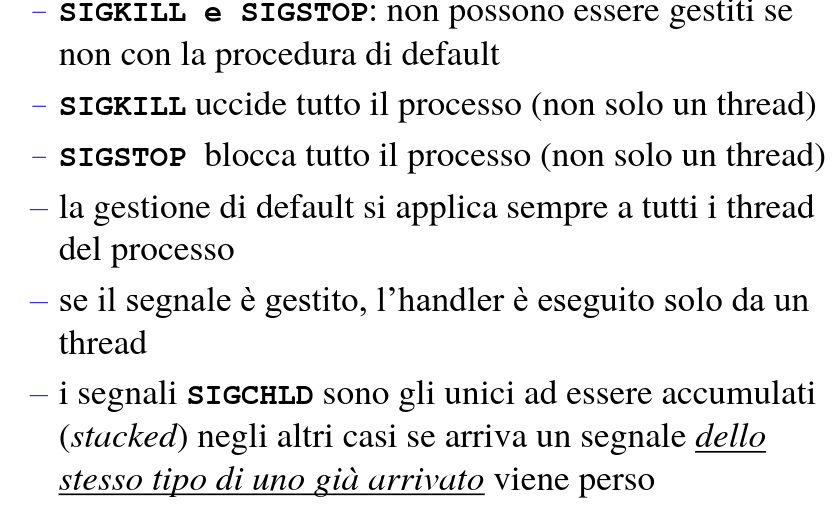 – SIGKILL e SIGSTOP: non possono essere gestiti se
non con la procedura di default
– SIGKILL uccide tutto il processo (non solo un thread)
– SIGSTOP blocca tutto il processo (non solo un thread)
– la gestione di default si applica sempre a tutti i thread
del processo
– se il segnale è gestito, l’handler è eseguito solo da un
thread
– i segnali SIGCHLD sono gli unici ad essere accumulati
(stacked) negli altri casi se arriva un segnale dello
stesso tipo di uno già arrivato viene perso